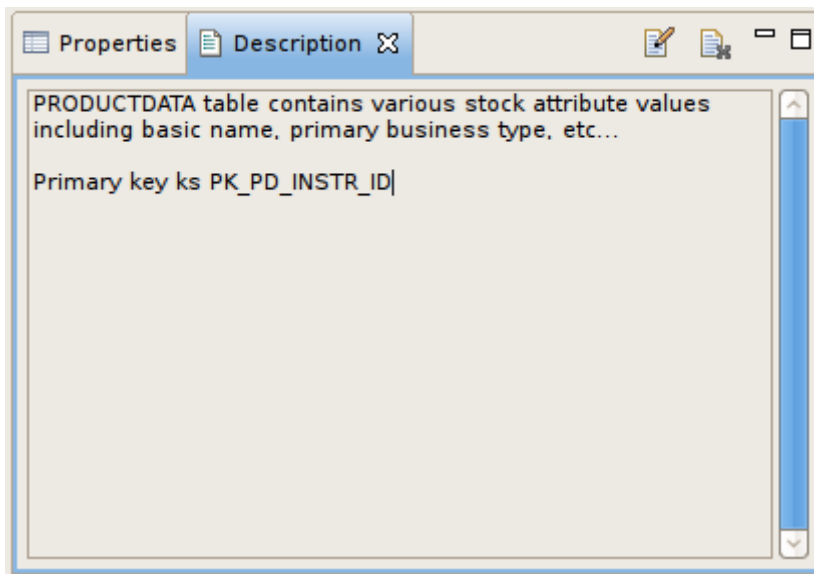 Properties
Description
PRODUCTDATA table contains various stock attribute values
including basic name, primary business type, etc...
Primary key ks PK_PD_INSTR_ID